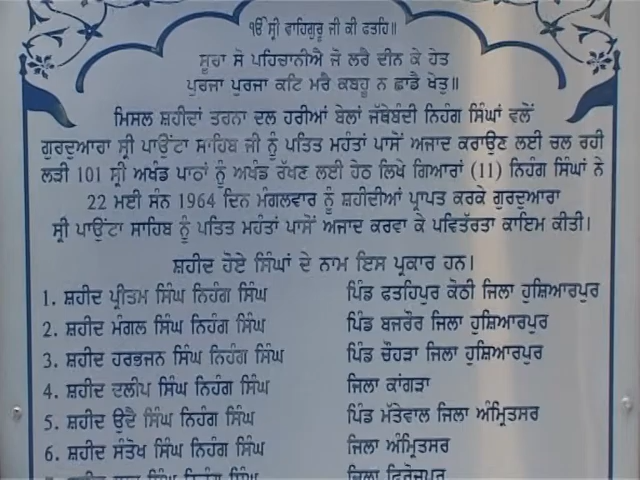 ੴ ਸ੍ਰੀ ਵਾਹਿਗੁਰੂ ਜੀ ਕੀ ਫਤਹਿ॥
ਸੂਰਾ ਸੋ ਪਹਿਚਾਨੀਐ ਜੋ ਲਰੈ ਦੀਨ ਕੇ ਹੇਤ
ਪੁਰਜਾ ਪੁਰਜਾ ਕਟਿ ਮਰੈ ਕਬਹੂ ਨ ਛਾਡੈ ਖੇਤੁ॥
ਮਿਸਲ ਸ਼ਹੀਦਾਂ ਤਰਨਾ ਦਲ ਹਰੀਆਂ ਬੇਲਾਂ ਜੱਥੇਬੰਦੀ ਨਿਹੰਗ ਸਿੰਘਾਂ ਵਲੋਂ
ਗੁਰਦੁਆਰਾ ਸ੍ਰੀ ਪਾਉਂਟਾ ਸਾਹਿਬ ਜੀ ਨੂੰ ਪਤਿਤ ਮਹੰਤਾਂ ਪਾਸੋਂ ਅਜਾਦ ਕਰਾਉਣ ਲਈ ਚਲ ਰਹੀ
ਲੜੀ 101 ਸ੍ਰੀ ਅਖੰਡ ਪਾਠਾਂ ਨੂੰ ਅਖੰਡ ਰੱਖਣ ਲਈ ਹੇਠ ਲਿਖੇ ਗਿਆਰਾਂ (11) ਨਿਹੰਗ ਸਿੰਘਾਂ ਨੇ
22 ਮਈ ਸੰਨ 1964 ਦਿਨ ਮੰਗਲਵਾਰ ਨੂੰ ਸ਼ਹੀਦੀਆਂ ਪ੍ਰਾਪਤ ਕਰਕੇ ਗੁਰਦੁਆਰਾ
ਸ੍ਰੀ ਪਾਉਂਟਾ ਸਾਹਿਬ ਨੂੰ ਪਤਿਤ ਮਹੰਤਾਂ ਪਾਸੋਂ ਅਜਾਦ ਕਰਵਾ ਕੇ ਪਵਿੱਤਰਤਾ ਕਾਇਮ ਕੀਤੀ।
ਸ਼ਹੀਦ ਹੋਏ ਸਿੰਘਾਂ ਦੇ ਨਾਮ ਇਸ ਪ੍ਰਕਾਰ ਹਨ।
1. ਸ਼ਹੀਦ ਪ੍ਰੀਤਮ ਸਿੰਘ ਨਿਹੰਗ ਸਿੰਘ ਪਿੰਡ ਫਤਹਿਪੁਰ ਕੋਠੀ ਜਿਲਾ ਹੁਸ਼ਿਆਰਪੁਰ
2. ਸ਼ਹੀਦ ਮੰਗਲ ਸਿੰਘ ਨਿਹੰਗ ਸਿੰਘ ਪਿੰਡ ਬਜਰੌਰ ਜਿਲਾ ਹੁਸ਼ਿਆਰਪੁਰ
3. ਸ਼ਹੀਦ ਹਰਭਜਨ ਸਿੰਘ ਨਿਹੰਗ ਸਿੰਘ ਪਿੰਡ ਚੌਹੜਾ ਜਿਲਾ ਹੁਸ਼ਿਆਰਪੁਰ
4. ਸ਼ਹੀਦ ਦਲੀਪ ਸਿੰਘ ਨਿਹੰਗ ਸਿੰਘ ਜਿਲਾ ਕਾਂਗੜਾ
5. ਸ਼ਹੀਦ ਉਦੈ ਸਿੰਘ ਨਿਹੰਗ ਸਿੰਘ ਪਿੰਡ ਮੱਤੇਵਾਲ ਜਿਲਾ ਅੰਮ੍ਰਿਤਸਰ
6. ਸ਼ਹੀਦ ਸੰਤੋਖ ਸਿੰਘ ਨਿਹੰਗ ਸਿੰਘ ਜਿਲਾ ਅੰਮ੍ਰਿਤਸਰ
ਸਿੰਘ ਨਿਹੰਗ ਸਿੰਘ ਜਿਲਾ ਫਿਰੋਜਪੁਰ